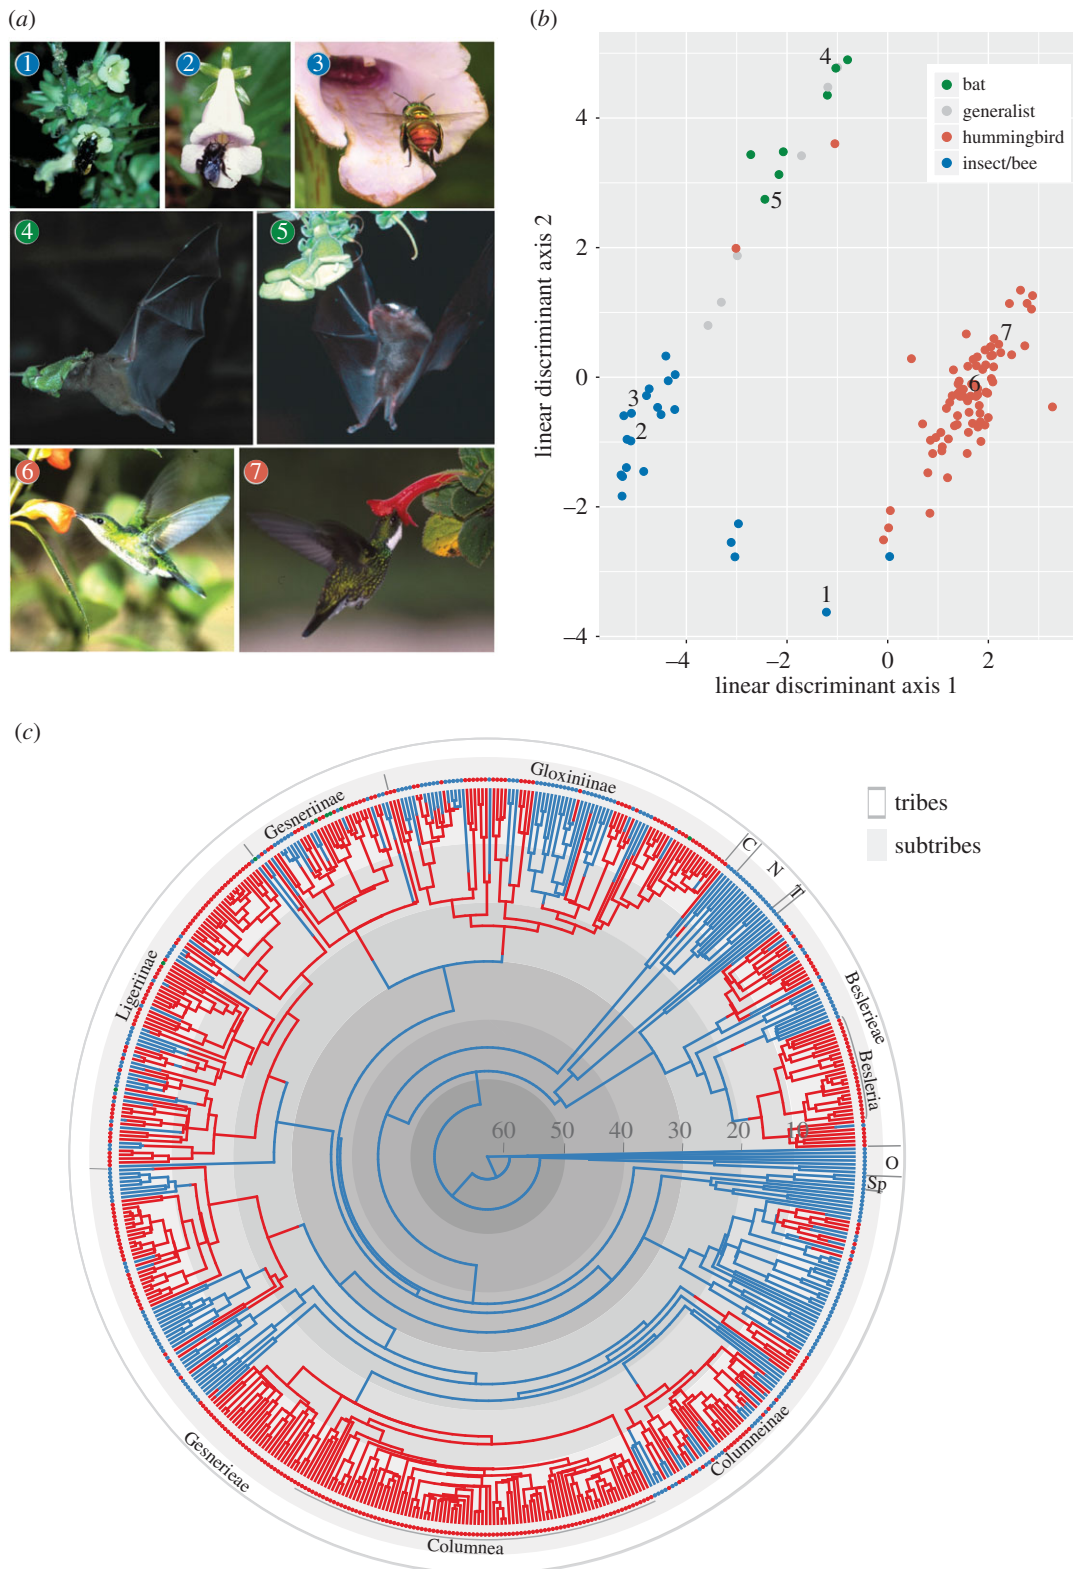 (a)
1
2
3
4
5
6
7
(b)
linear discriminant axis 2
4
2
0
−2
−4
−4
−2
0
2
linear discriminant axis 1
bat
generalist
hummingbird
insect/bee
4
5
7
6
3
2
1
(c)
tribes
subtribes
Gloxiniinae
Gesneriinae
Ligeriinae
C
N
T
Beslerieae
Besleria
60 50 40 30 20 10
O
Sp
Columneinae
Columnea
Gesnerieae